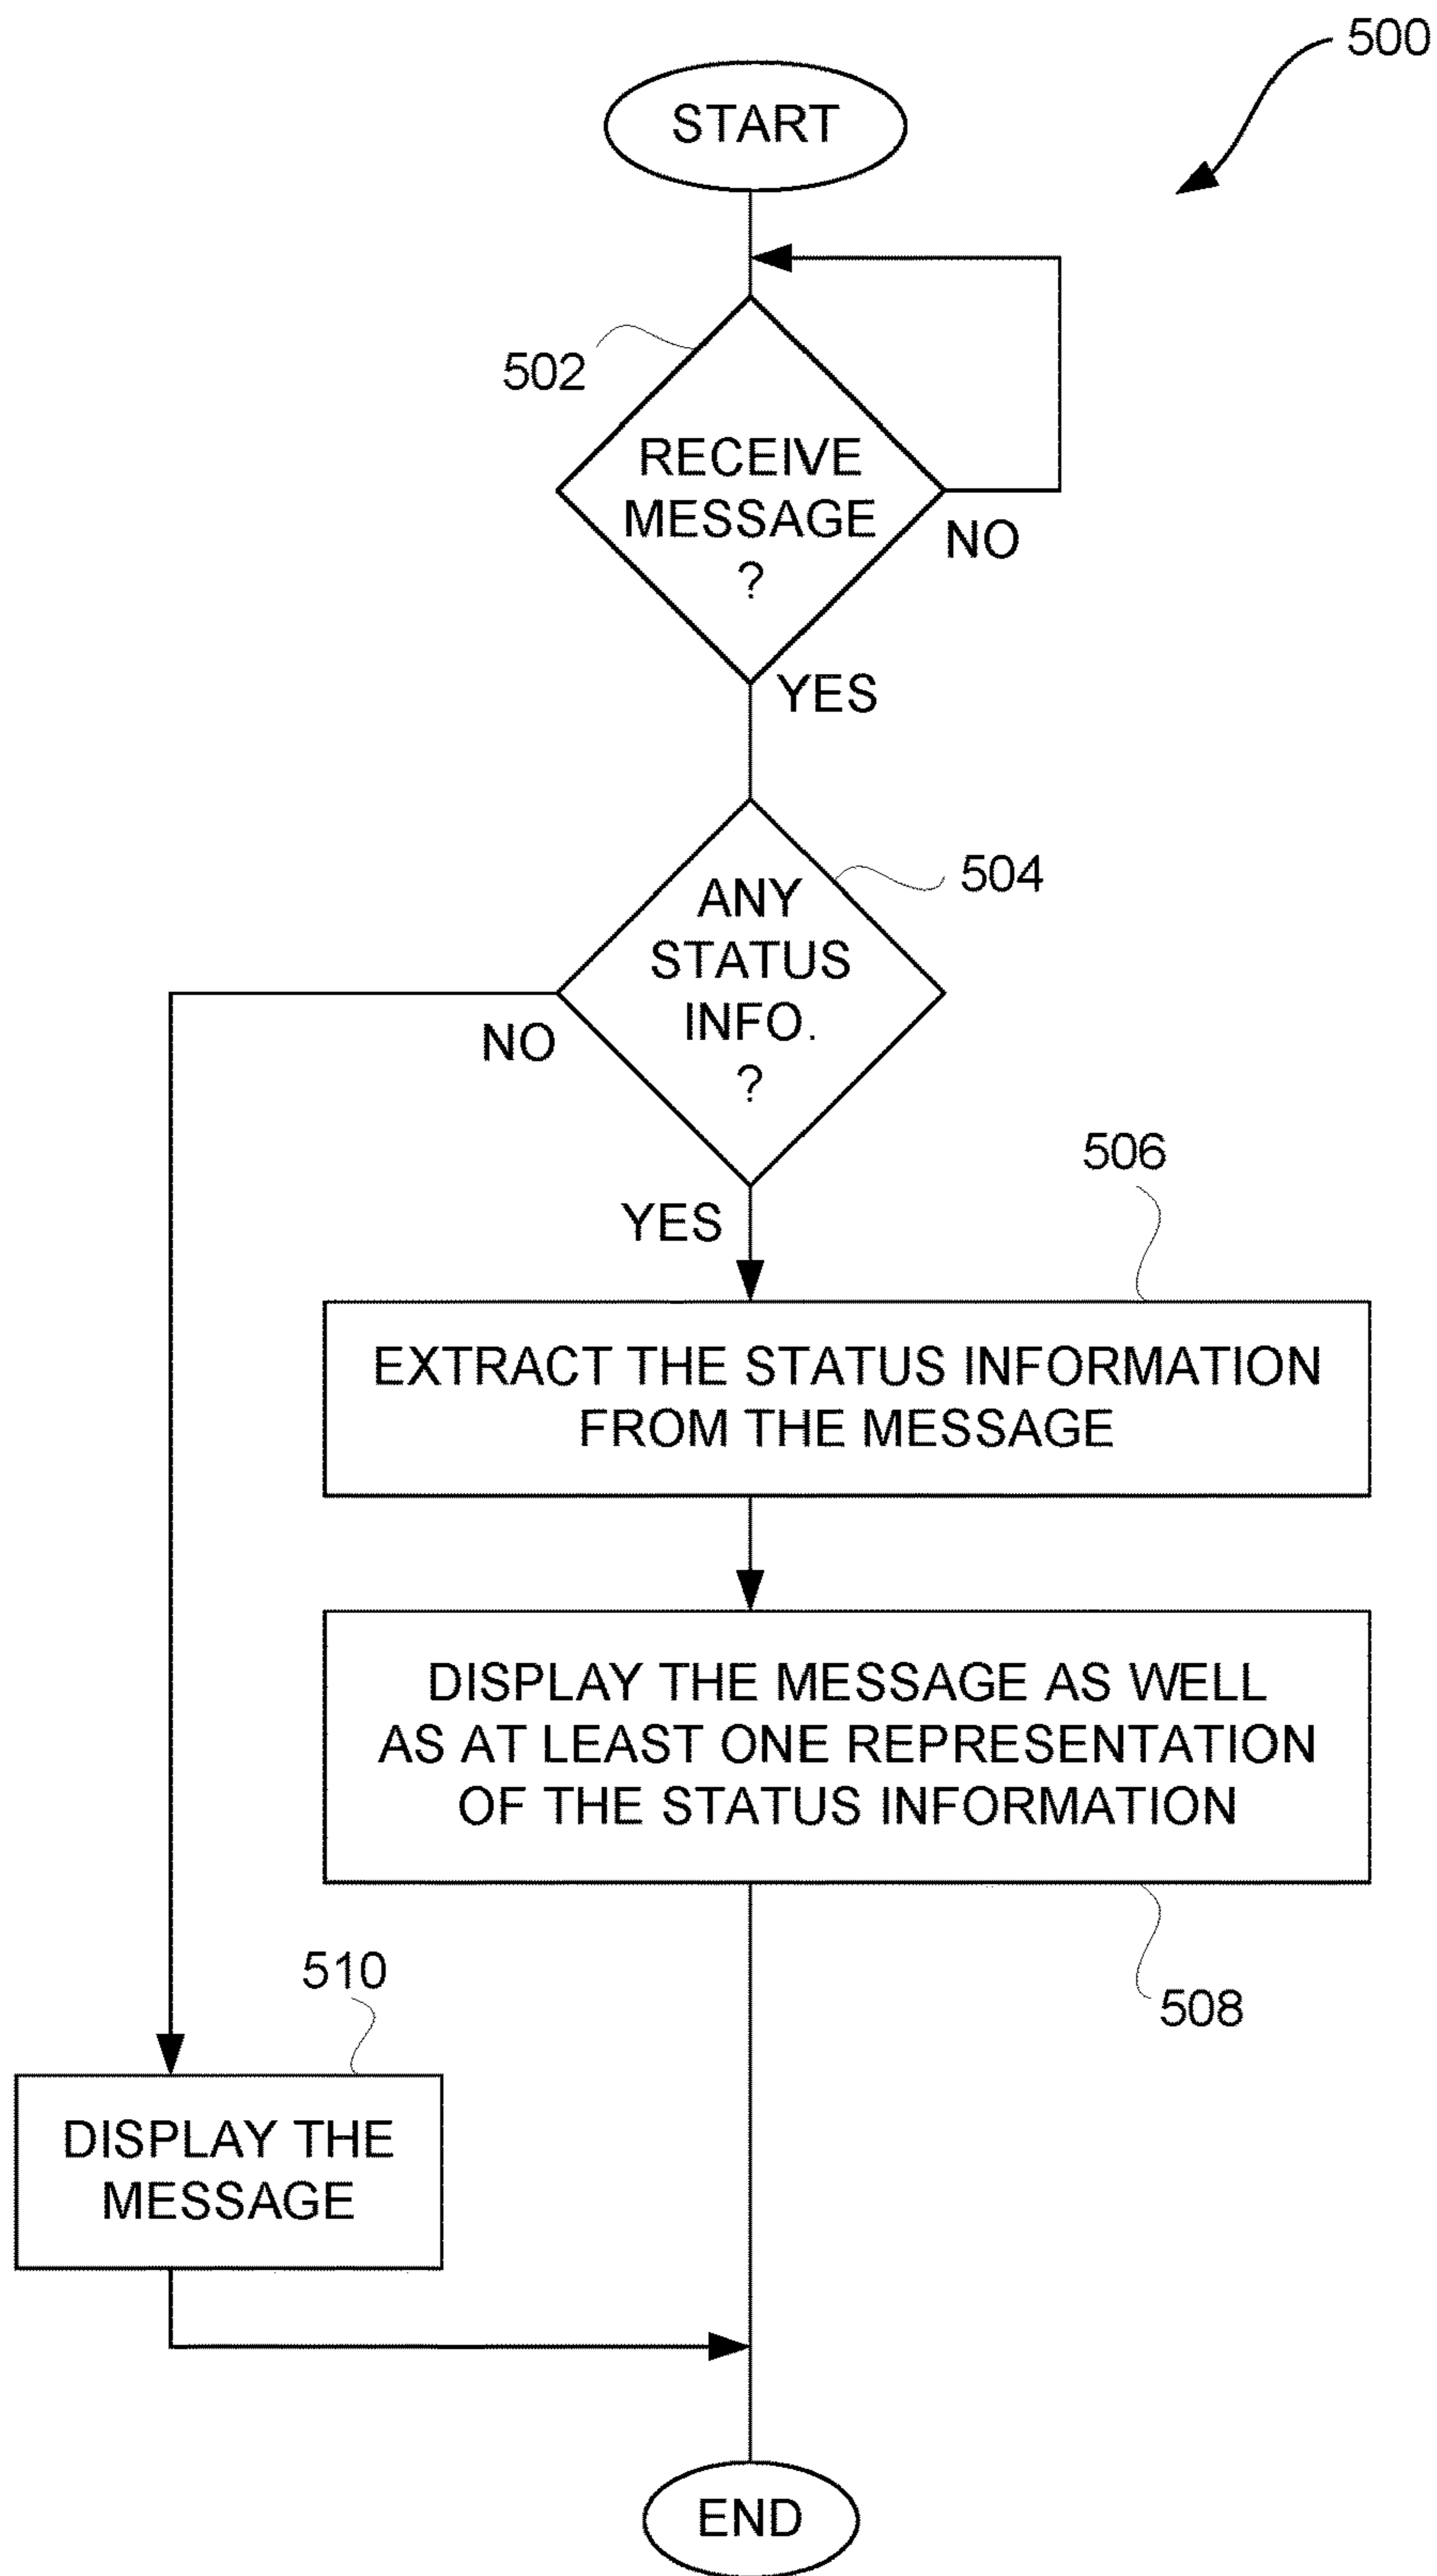 500
START
502
RECEIVE
MESSAGE
?
NO
YES
504
ANY
STATUS
INFO.
?
NO
YES
506
EXTRACT THE STATUS INFORMATION
FROM THE MESSAGE
DISPLAY THE MESSAGE AS WELL
AS AT LEAST ONE REPRESENTATION
OF THE STATUS INFORMATION
508
510
DISPLAY THE
MESSAGE
END